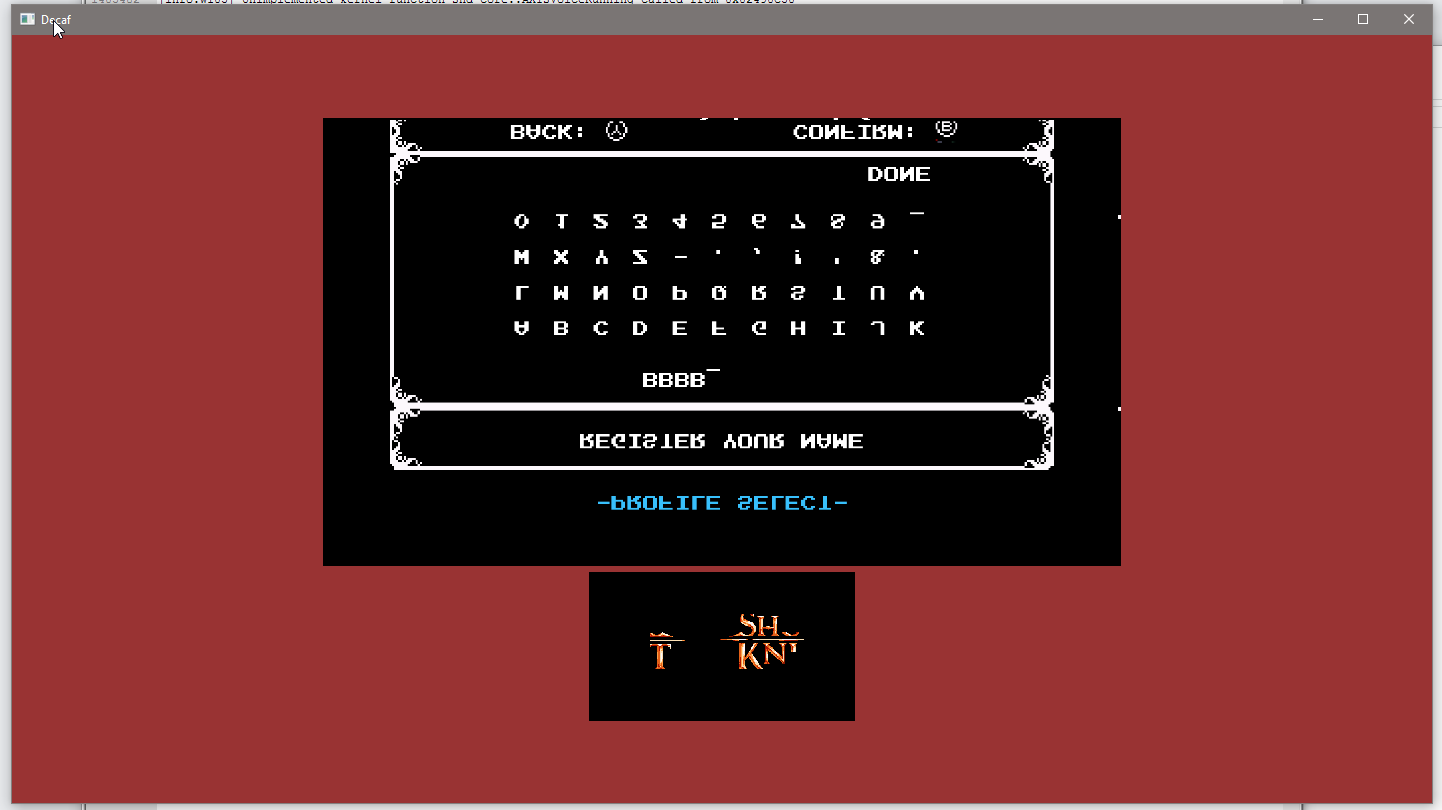 Decaf
BACK: CONFIRM: B
DONE
0 1 2 3 4 5 6 7 8 9 _
W X Y Z - &
L M N O P Q R S T U V
A B C D E F G H I J K
BBBB_
REGISTER YOUR NAME
-PROFILE SELECT-
SH
T KN